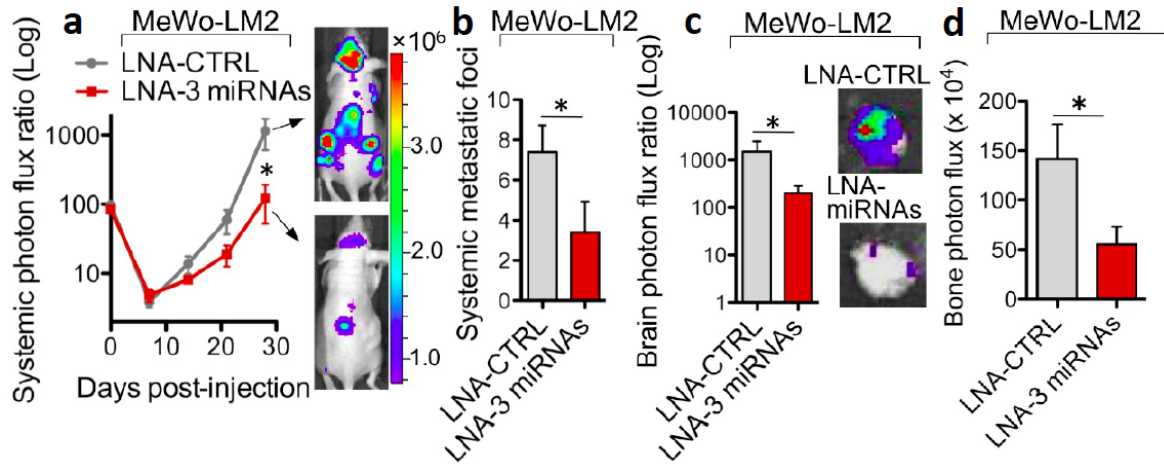 a
MeWo-LM2
LNA-CTRL
LNA-3 miRNAs
Systemic photon flux ratio (Log)
1000
100
10
*
0
10
20
30
Days post-injection
×10⁶
3.0
2.0
1.0
b
MeWo-LM2
Systemic metastatic foci
10
8
6
4
2
0
*
LNA-CTRL
LNA-3 miRNAs
c
MeWo-LM2
Brain photon flux ratio (Log)
10000
1000
100
10
1
*
LNA-CTRL
LNA-3 miRNAs
LNA-CTRL
LNA-
miRNAs
d
MeWo-LM2
Bone photon flux (x 10⁴)
200
150
100
50
0
*
LNA-CTRL
LNA-3 miRNAs